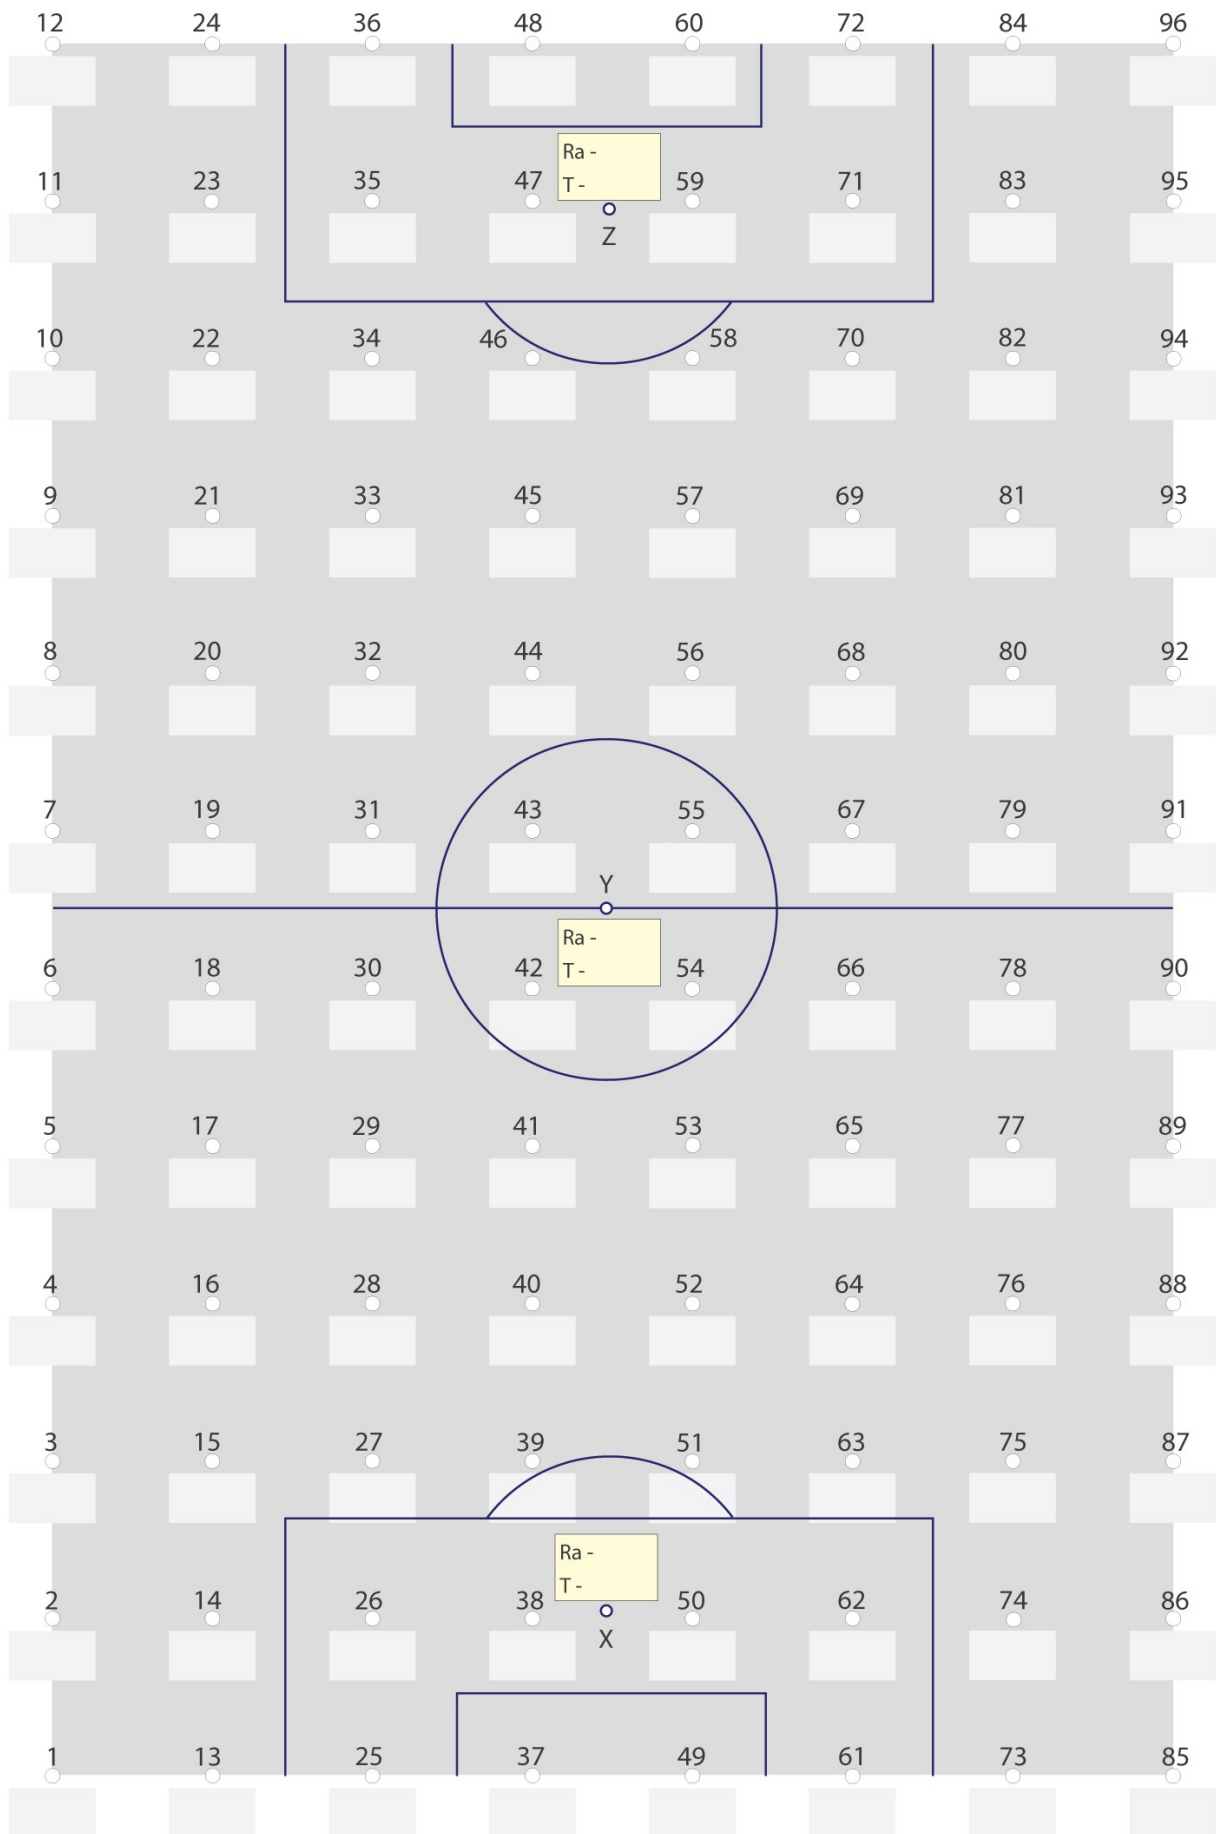 12 24 36 48 60 72 84 96
Ra -
T -
11 23 35 47 59 71 83 95
Z
10 22 34 46 58 70 82 94
9 21 33 45 57 69 81 93
8 20 32 44 56 68 80 92
7 19 31 43 55 67 79 91
Y
Ra -
T -
6 18 30 42 54 66 78 90
5 17 29 41 53 65 77 89
4 16 28 40 52 64 76 88
3 15 27 39 51 63 75 87
Ra -
T -
2 14 26 38 50 62 74 86
X
1 13 25 37 49 61 73 85